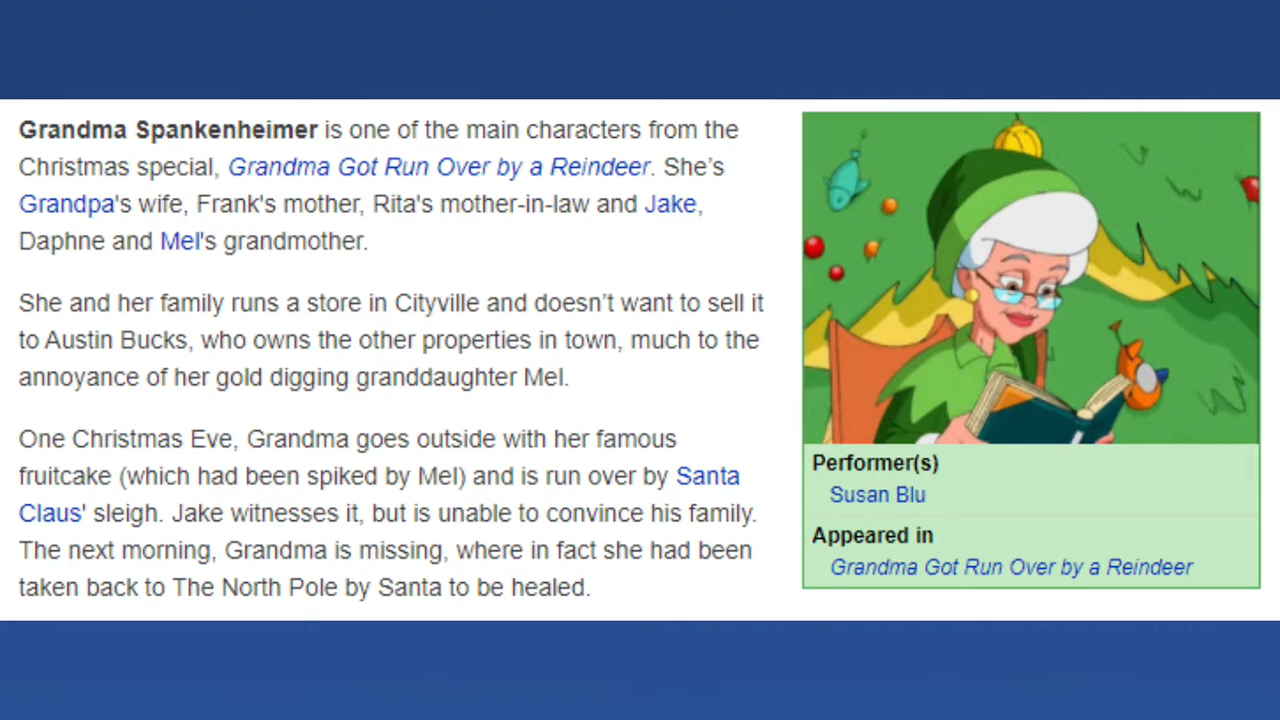 Grandma Spankenheimer is one of the main characters from the
Christmas special, Grandma Got Run Over by a Reindeer. She’s
Grandpa's wife, Frank's mother, Rita's mother-in-law and Jake,
Daphne and Mel's grandmother.
She and her family runs a store in Cityville and doesn’t want to sell it
to Austin Bucks, who owns the other properties in town, much to the
annoyance of her gold digging granddaughter Mel.
One Christmas Eve, Grandma goes outside with her famous
fruitcake (which had been spiked by Mel) and is run over by Santa
Claus' sleigh. Jake witnesses it, but is unable to convince his family.
The next morning, Grandma is missing, where in fact she had been
taken back to The North Pole by Santa to be healed.
Performer(s)
Susan Blu
Appeared in
Grandma Got Run Over by a Reindeer